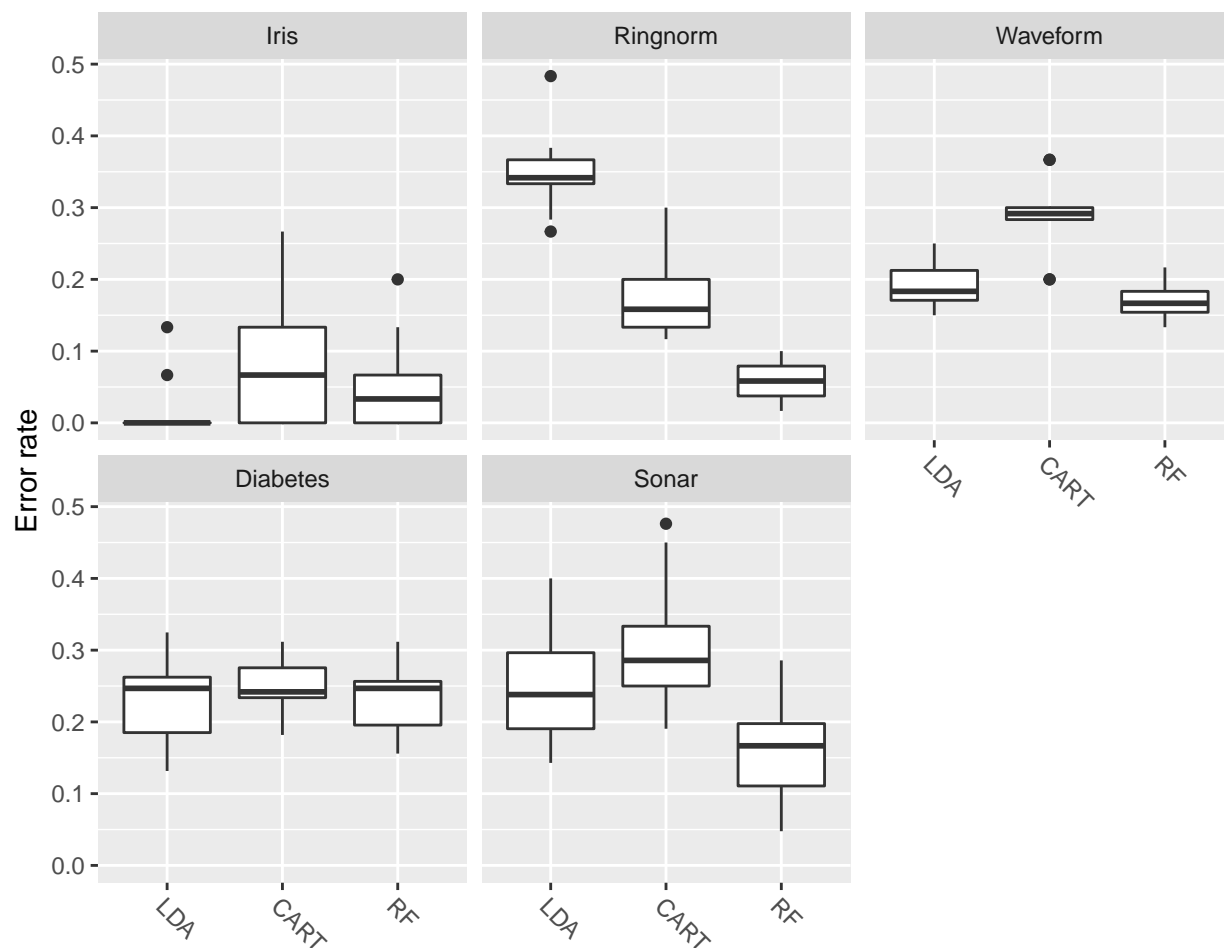 Iris
Ringnorm
Waveform
0.5
0.4
0.3
0.2
0.1
0.0
LDA
CART
RF
Diabetes
Sonar
0.5
0.4
0.3
0.2
0.1
0.0
LDA
CART
RF
LDA
CART
RF
Error rate